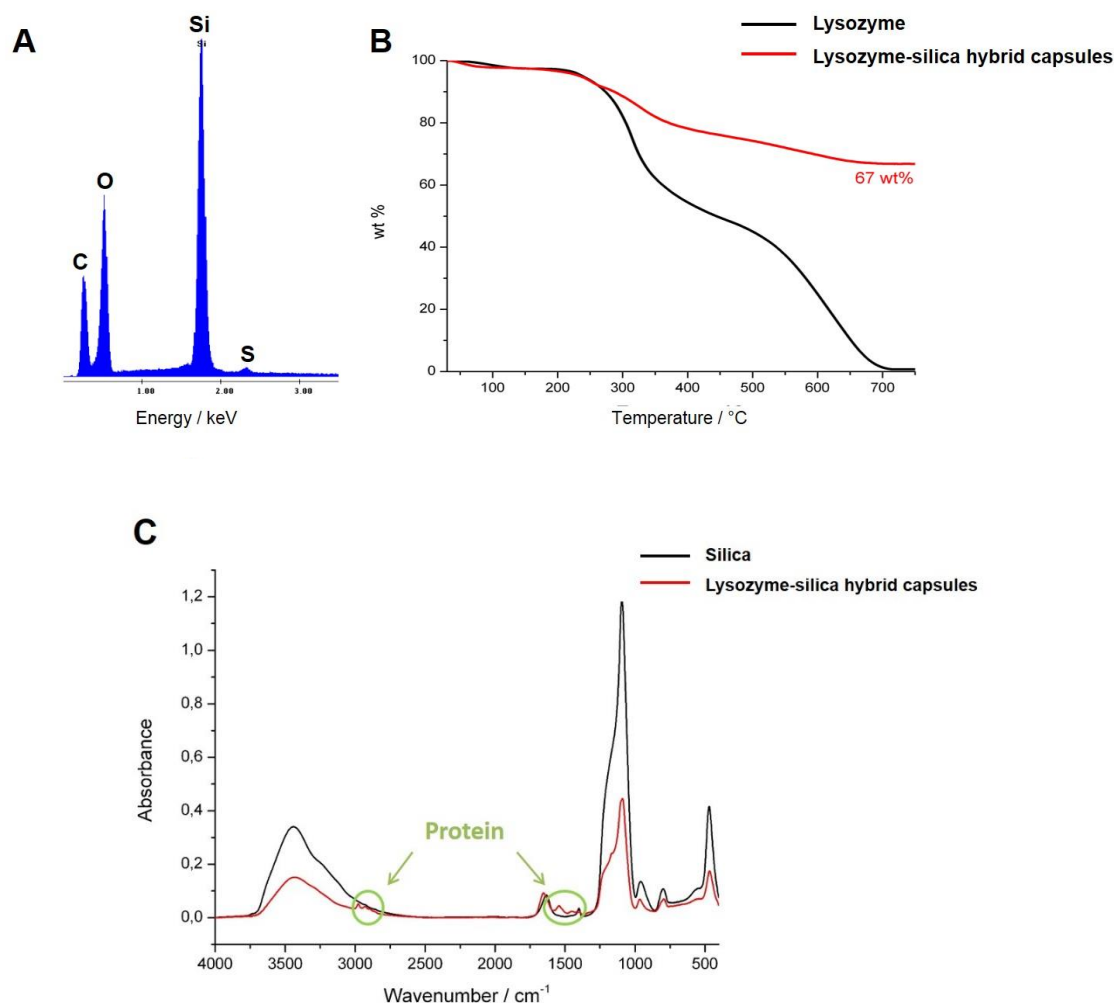 A
Si
Si
O
C
S
1.00
2.00
3.00
Energy / keV
B
Lysozyme
Lysozyme-silica hybrid capsules
100
80
60
40
20
0
wt %
67 wt%
100
200
300
400
500
600
700
Temperature / °C
C
Silica
Lysozyme-silica hybrid capsules
1,2
1,0
0,8
0,6
0,4
0,2
0,0
Absorbance
Protein
4000
3500
3000
2500
2000
1500
1000
500
Wavenumber / cm⁻¹